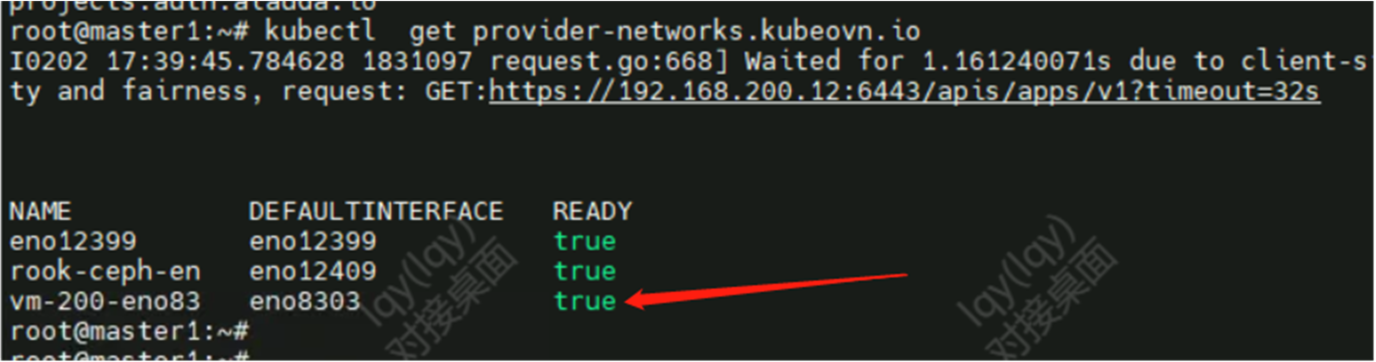 projects.auth.alauda.io
root@master1:~# kubectl  get provider-networks.kubeovn.io
I0202 17:39:45.784628 1831097 request.go:668] Waited for 1.161240071s due to client-s
ty and fairness, request: GET:https://192.168.200.12:6443/apis/apps/v1?timeout=32s
NAME DEFAULTINTERFACE READY
eno12399 eno12399 true
rook-ceph-en eno12409 true
vm-200-eno83 eno8303 true
root@master1:~#
root@master1:~#
lqy(lqy)
对接桌面
lqy(lqy)
对接桌面